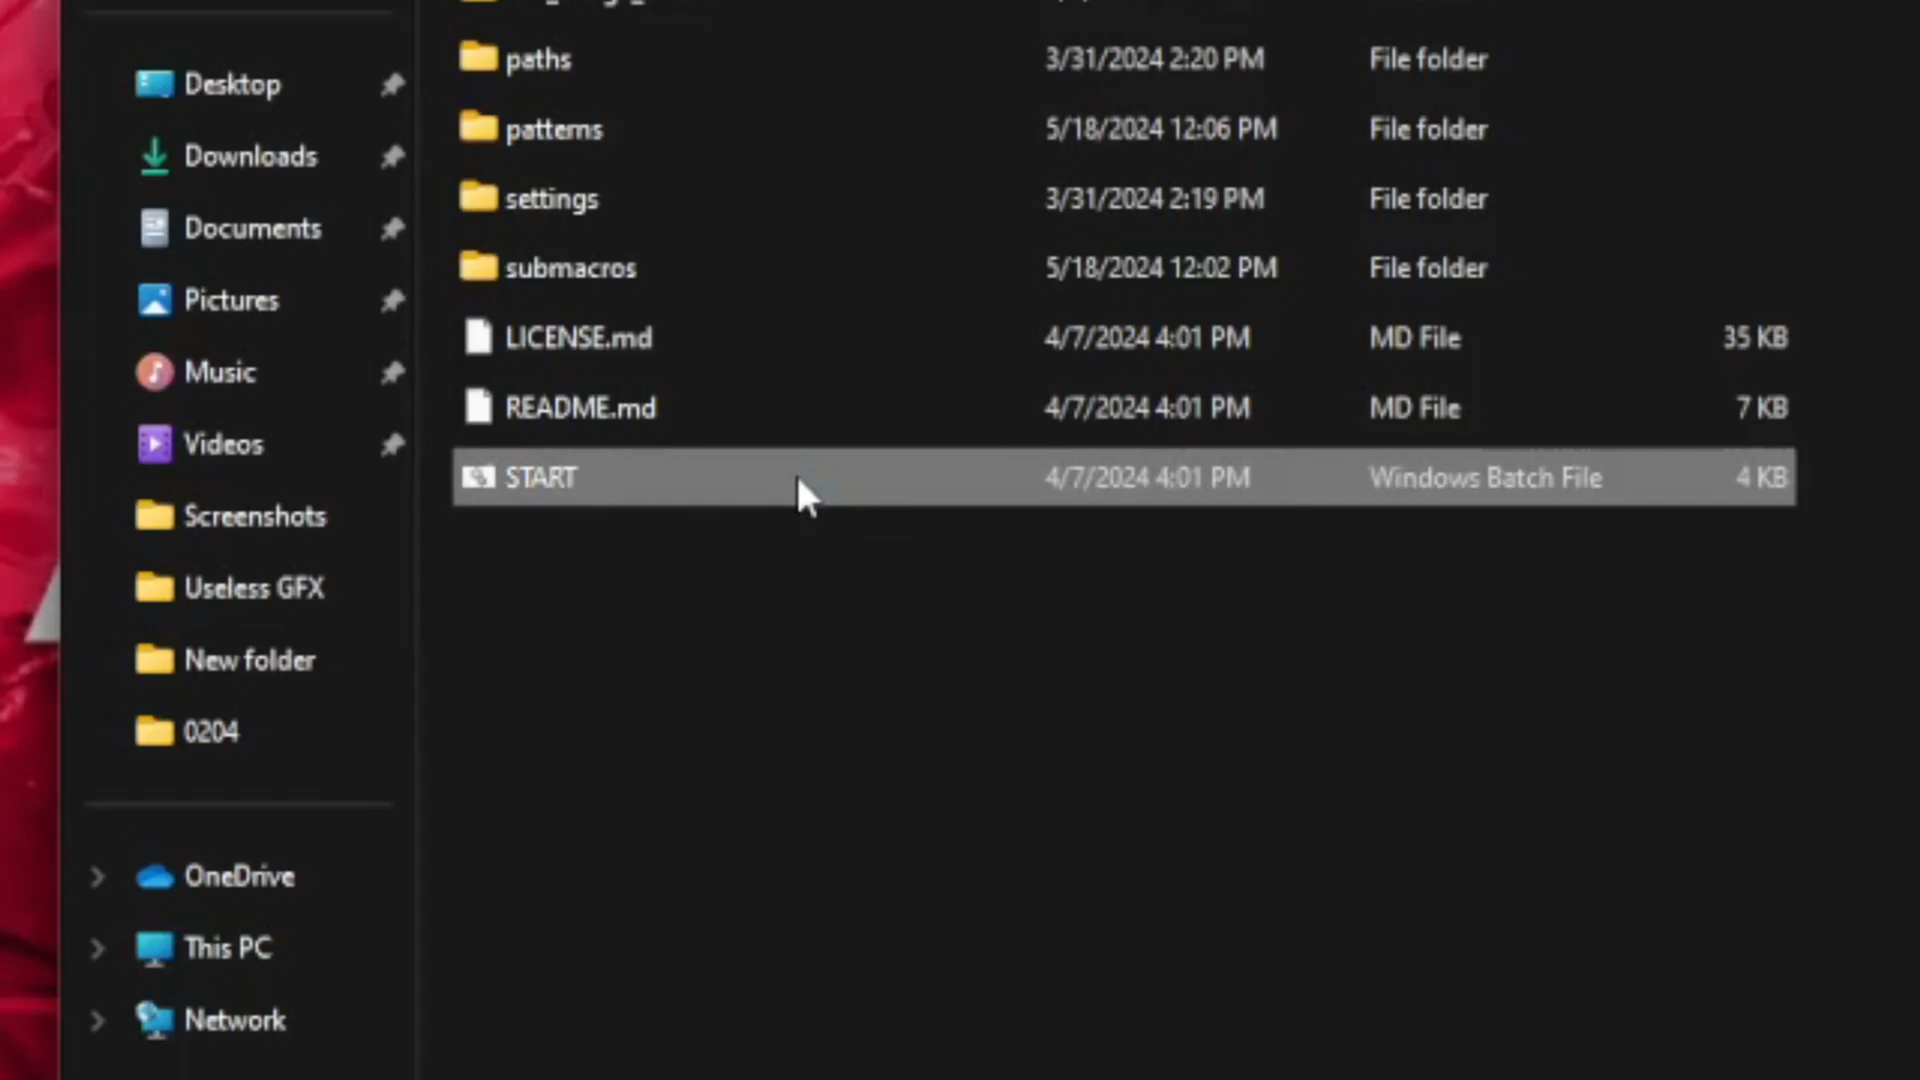 Desktop
Downloads
Documents
Pictures
Music
Videos
Screenshots
Useless GFX
New folder
0204
OneDrive
This PC
Network
paths 3/31/2024 2:20 PM File folder
patterns 5/18/2024 12:06 PM File folder
settings 3/31/2024 2:19 PM File folder
submacros 5/18/2024 12:02 PM File folder
LICENSE.md 4/7/2024 4:01 PM MD File 35 KB
README.md 4/7/2024 4:01 PM MD File 7 KB
START 4/7/2024 4:01 PM Windows Batch File 4 KB